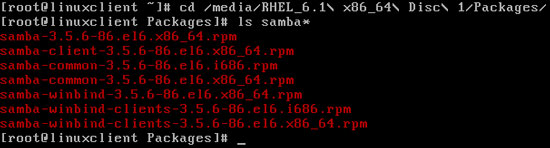 [root@linuxclient ~]# cd /media/RHEL_6.1\ x86_64\ Disc\ 1/Packages/
[root@linuxclient Packages]# ls samba*
samba-3.5.6-86.el6.x86_64.rpm
samba-client-3.5.6-86.el6.x86_64.rpm
samba-common-3.5.6-86.el6.i686.rpm
samba-common-3.5.6-86.el6.x86_64.rpm
samba-winbind-3.5.6-86.el6.x86_64.rpm
samba-winbind-clients-3.5.6-86.el6.i686.rpm
samba-winbind-clients-3.5.6-86.el6.x86_64.rpm
[root@linuxclient Packages]# _